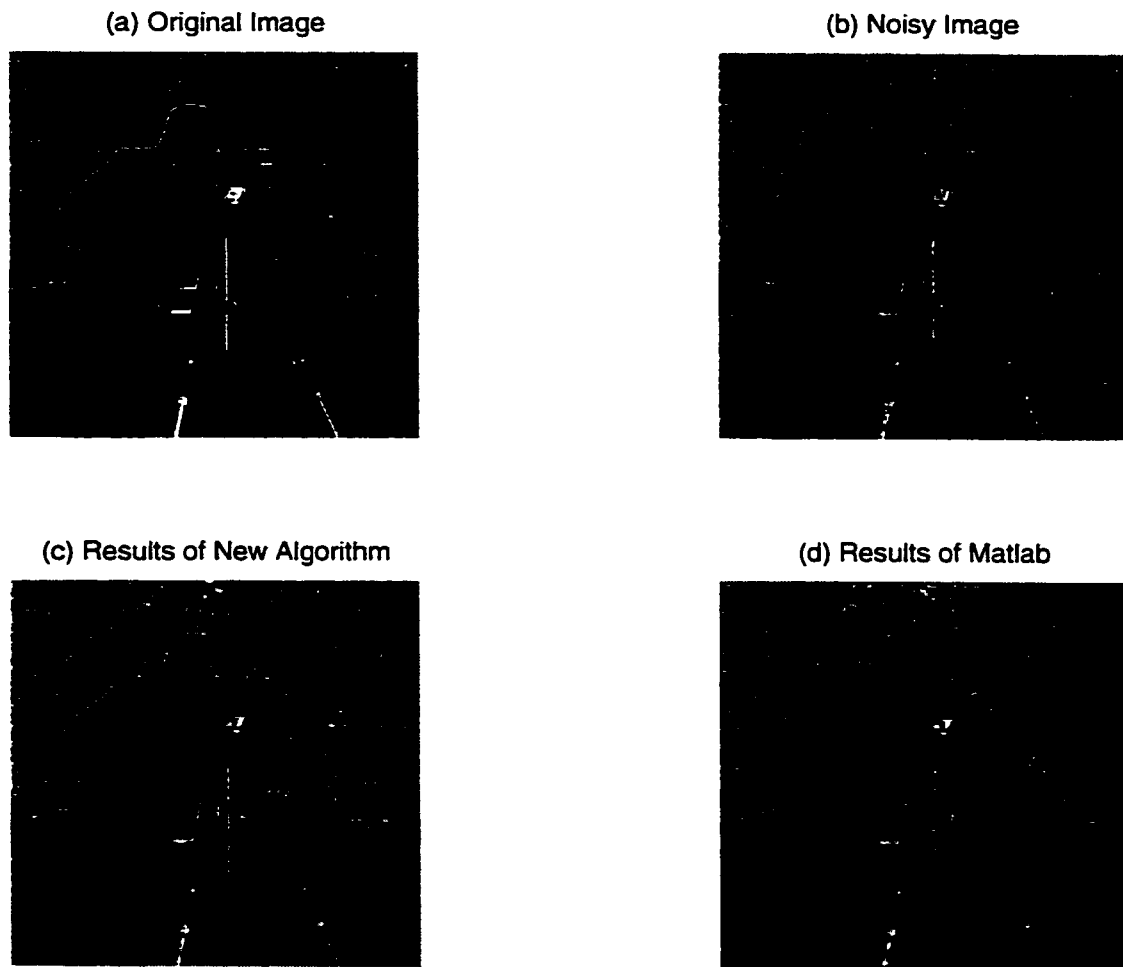 (a) Original Image
(b) Noisy Image
(c) Results of New Algorithm
(d) Results of Matlab